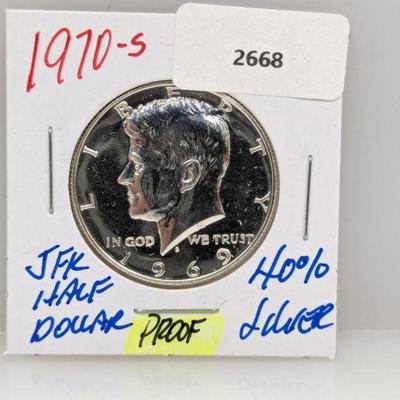 1970-S
2668
LIBERTY
IN GOD WE TRUST
S
1969
JFK
HALF
DOLLAR
PROOF
40%
SILVER